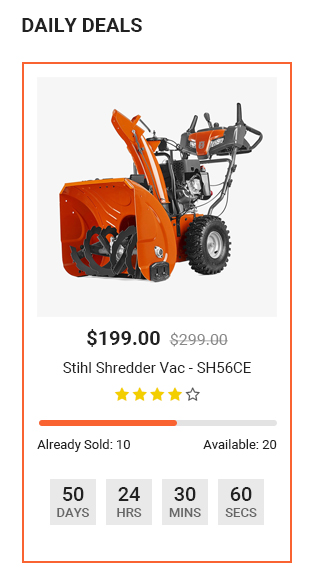 DAILY DEALS
$199.00 $299.00
Stihl Shredder Vac - SH56CE
Already Sold: 10 Available: 20
50 24 30 60
DAYS HRS MINS SECS